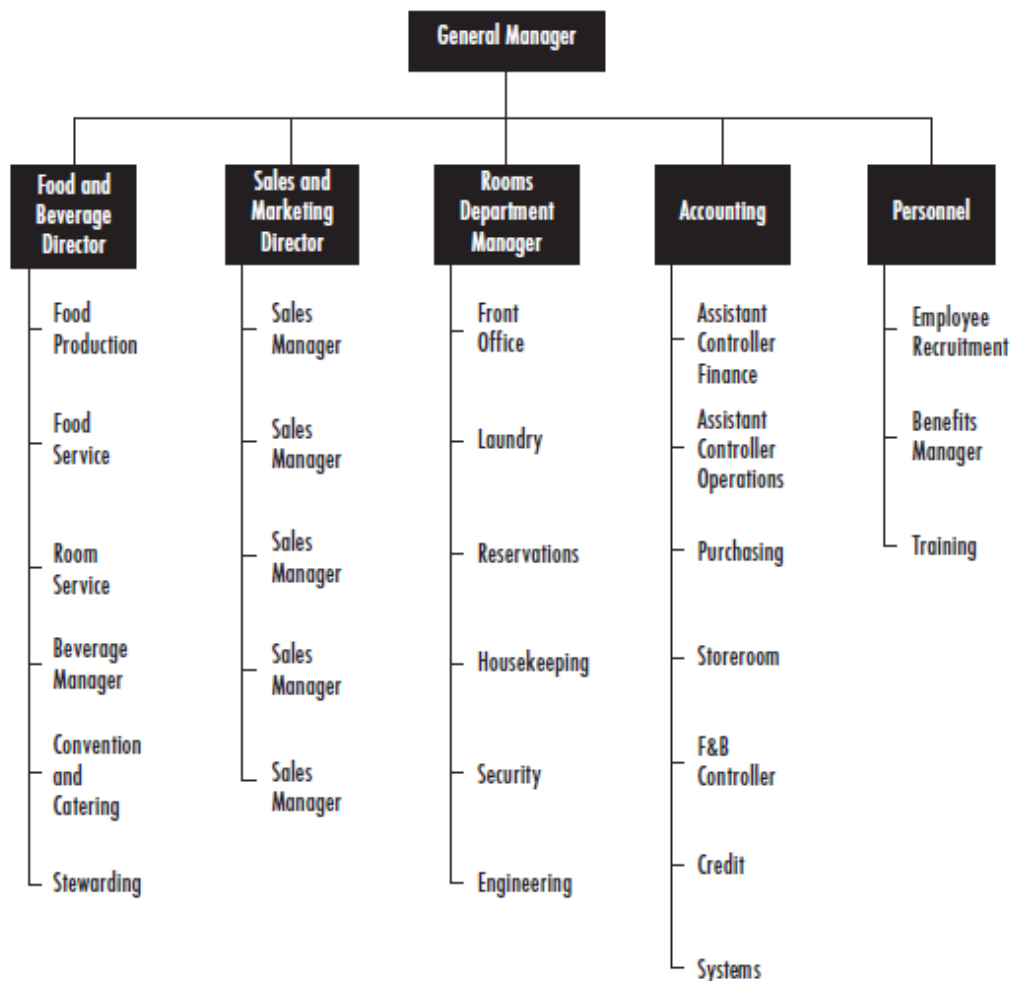 General Manager
Food and
Beverage
Director
Sales and
Marketing
Director
Rooms
Department
Manager
Accounting
Personnel
Food
Production
Food
Service
Room
Service
Beverage
Manager
Convention
and
Catering
Stewarding
Sales
Manager
Sales
Manager
Sales
Manager
Sales
Manager
Sales
Manager
Front
Office
Laundry
Reservations
Housekeeping
Security
Engineering
Assistant
Controller
Finance
Assistant
Controller
Operations
Purchasing
Storeroom
F&B
Controller
Credit
Systems
Employee
Recruitment
Benefits
Manager
Training